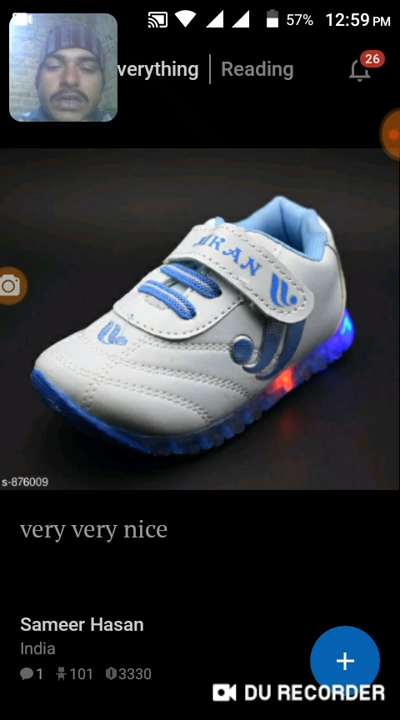 57% 12:59 PM
verything | Reading
26
RAN
s-876009
very very nice
Sameer Hasan
India
1 101 3330
+
DU RECORDER